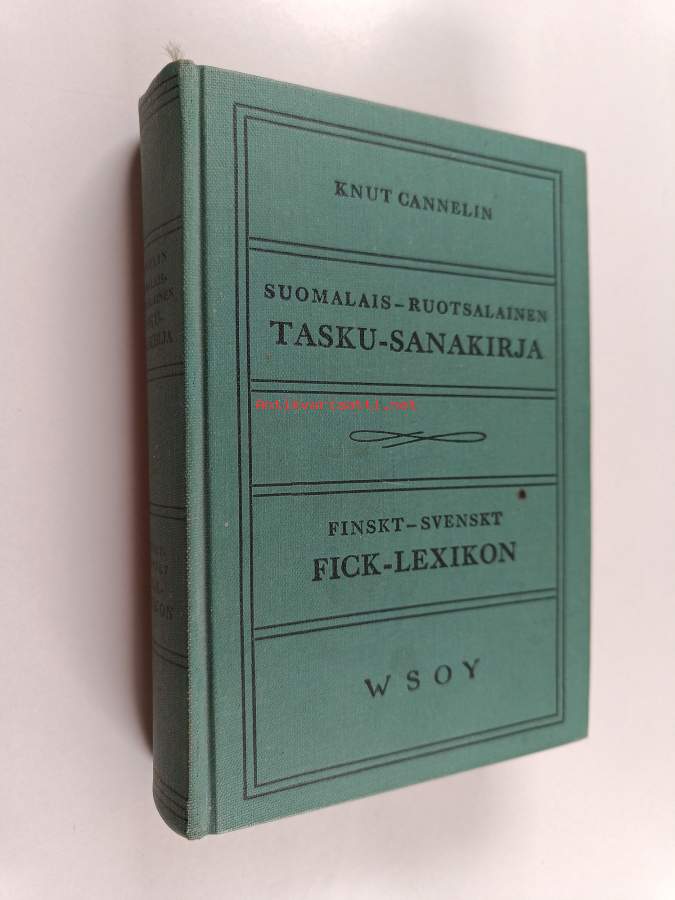 KNUT CANNELIN
SUOMALAIS-RUOTSALAINEN
TASKU-SANAKIRJA
Antikvariaatti.net
FINSKT-SVENSKT
FICK-LEXIKON
WSOY